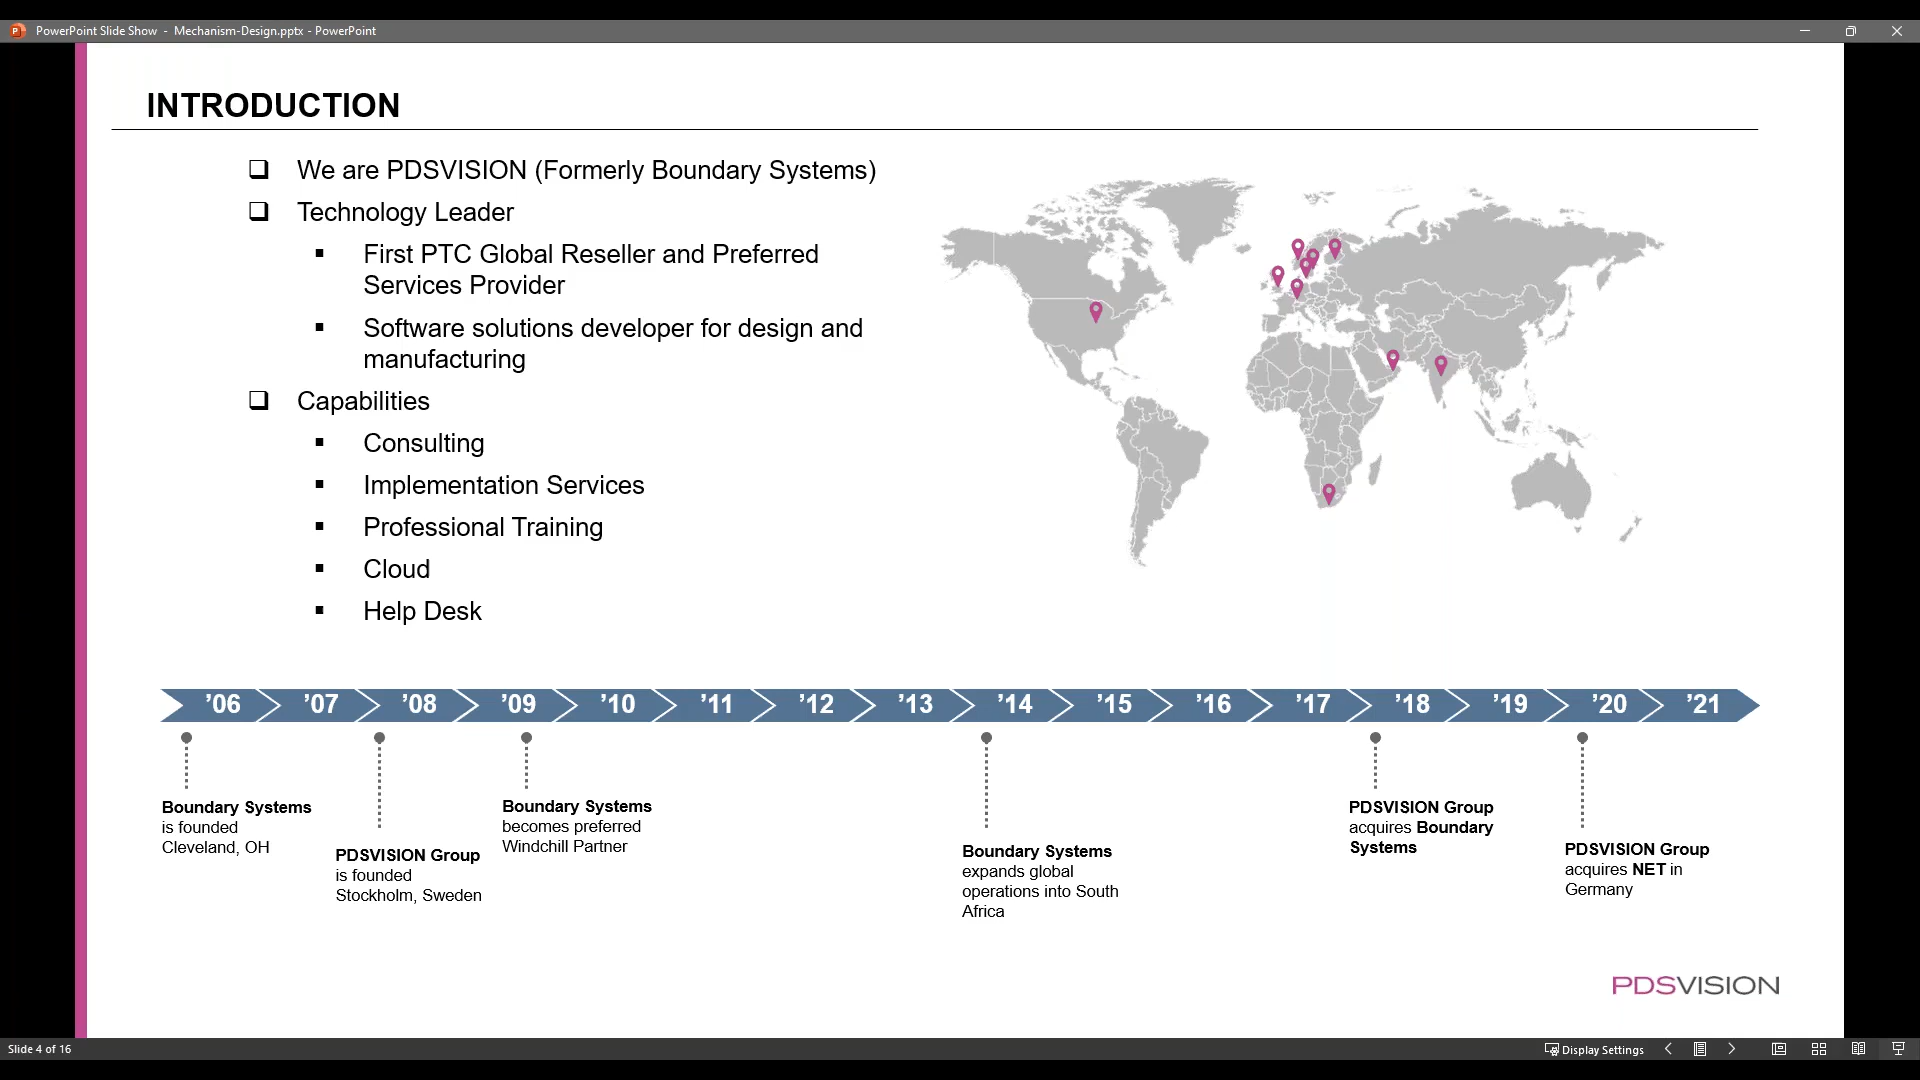 PowerPoint Slide Show - Mechanism-Design.pptx - PowerPoint
INTRODUCTION
❑ We are PDSVISION (Formerly Boundary Systems)
❑ Technology Leader
▪ First PTC Global Reseller and Preferred
Services Provider
▪ Software solutions developer for design and
manufacturing
❑ Capabilities
▪ Consulting
▪ Implementation Services
▪ Professional Training
▪ Cloud
▪ Help Desk
’06 ’07 ’08 ’09 ’10 ’11 ’12 ’13 ’14 ’15 ’16 ’17 ’18 ’19 ’20 ’21
Boundary Systems
is founded
Cleveland, OH
PDSVISION Group
is founded
Stockholm, Sweden
Boundary Systems
becomes preferred
Windchill Partner
Boundary Systems
expands global
operations into South
Africa
PDSVISION Group
acquires Boundary
Systems
PDSVISION Group
acquires NET in
Germany
PDSVISION
Slide 4 of 16
Display Settings